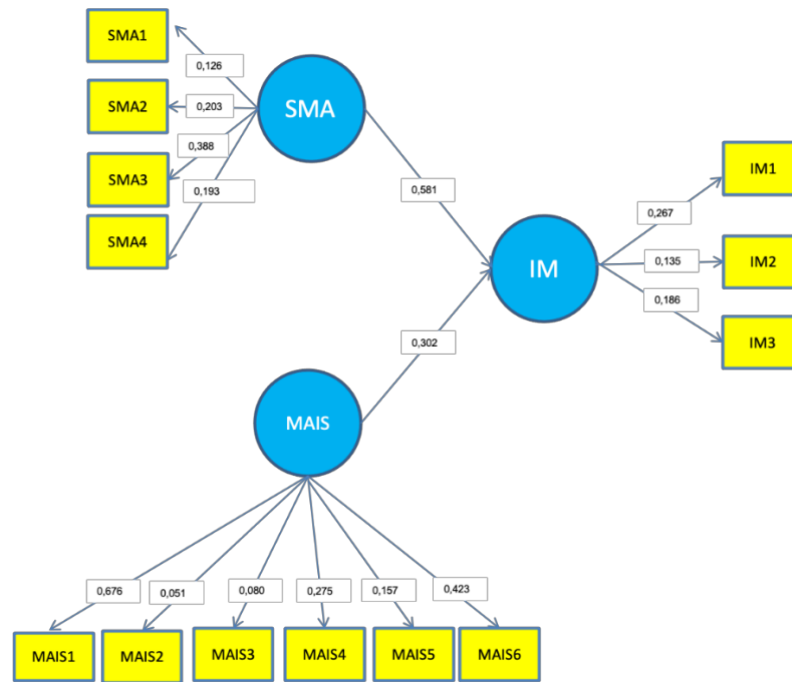 SMA1
0,126
SMA2
0,203
SMA
SMA3
0,388
0,193
SMA4
0,581
IM1
0,267
IM
0,135
IM2
0,186
IM3
0,302
MAIS
0,676
0,051
0,080
0,275
0,157
0,423
MAIS1
MAIS2
MAIS3
MAIS4
MAIS5
MAIS6